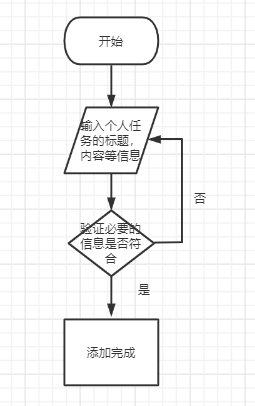 开始
输入个人任
务的标题，
内容等信息
否
验证必要的
信息是否符
合
是
添加完成